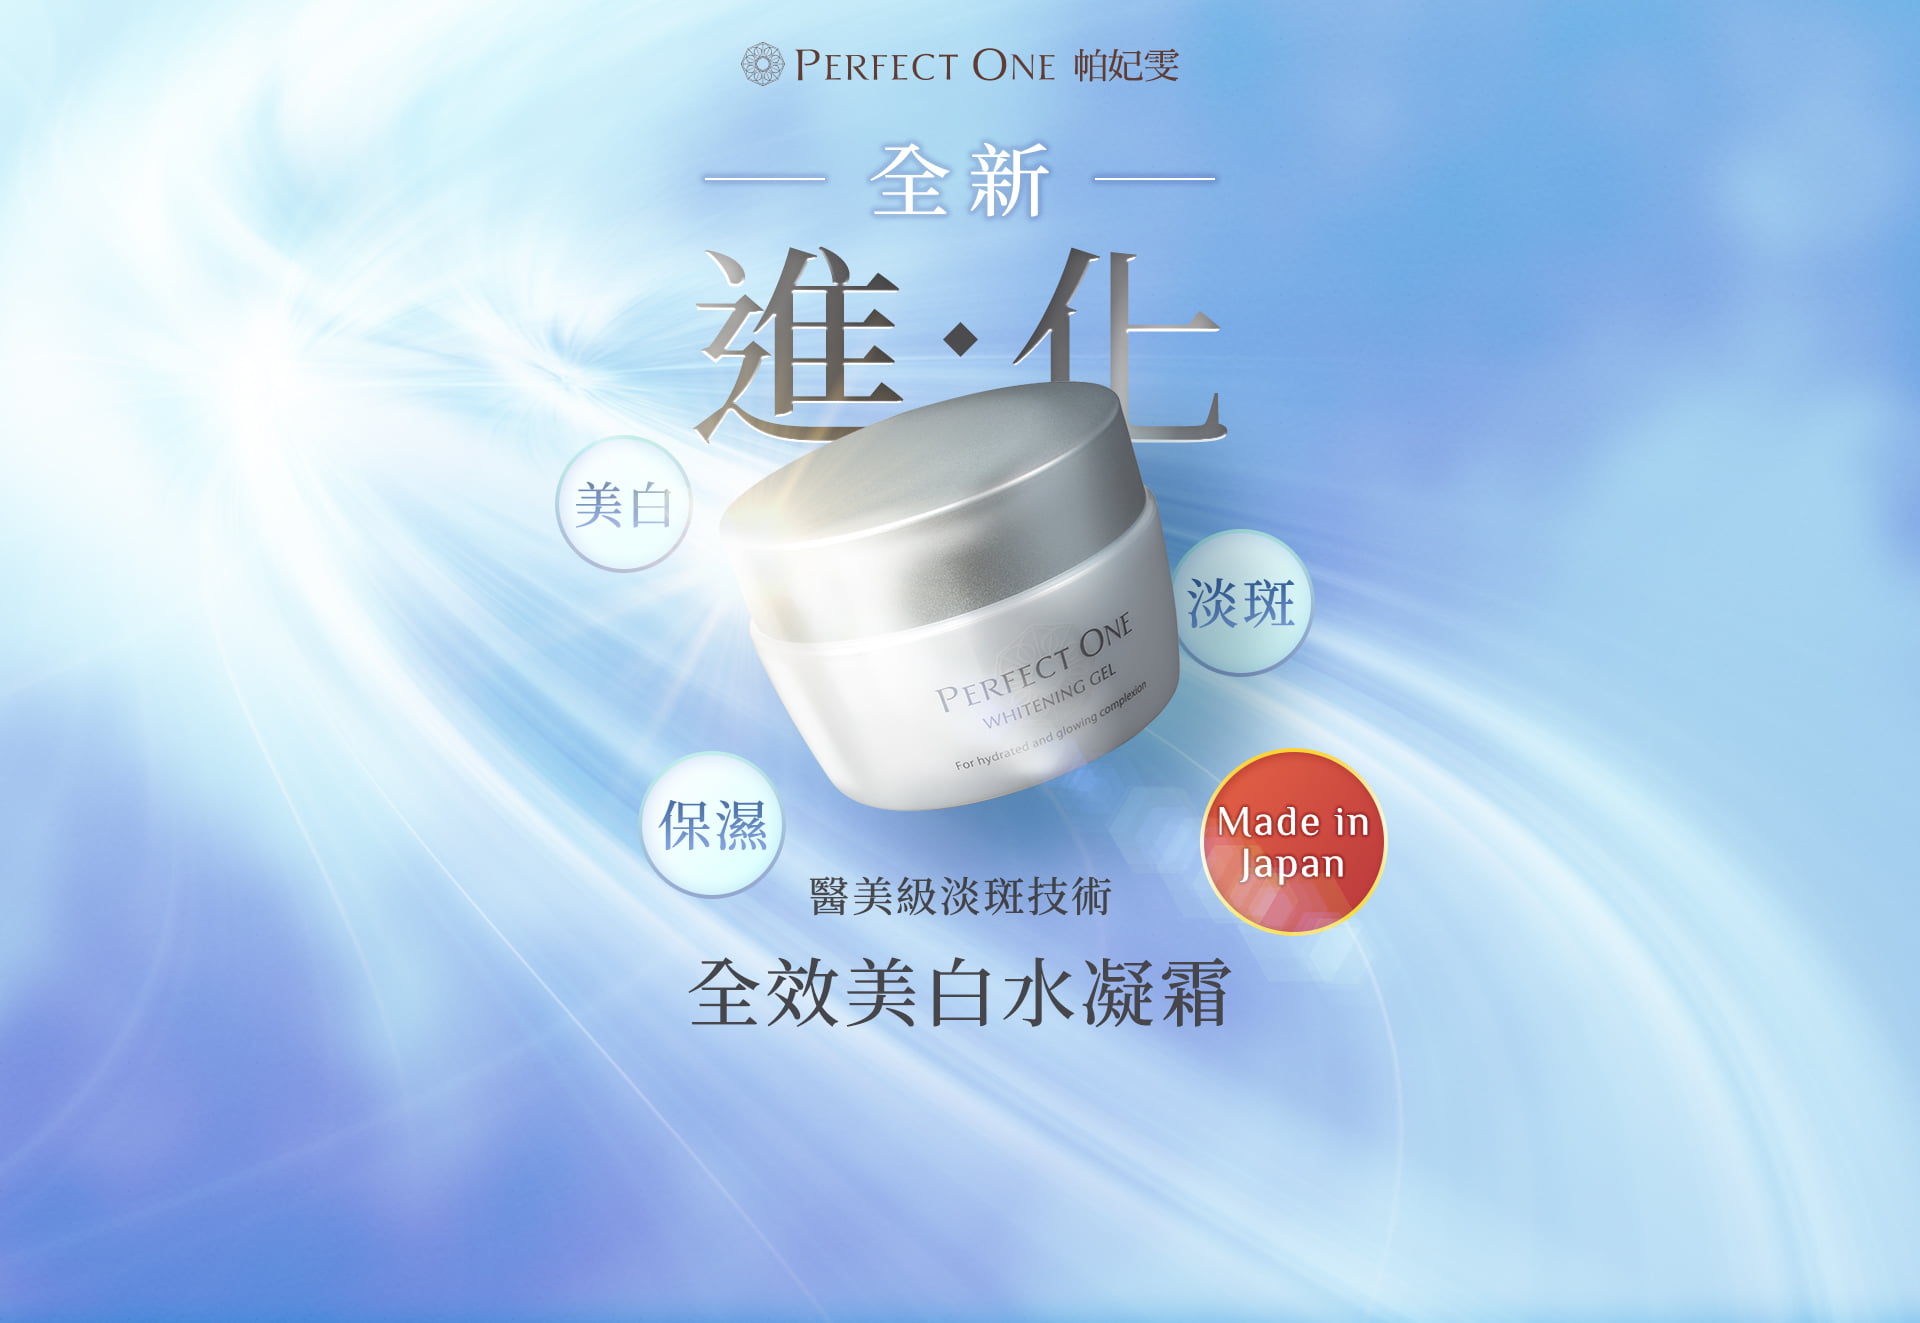 PERFECT ONE 帕妃雯
全新
進·化
美白
淡斑
PERFECT ONE
WHITENING GEL
For hydrated and glowing complexion
保濕
Made in
Japan
醫美級淡斑技術
全效美白水凝霜